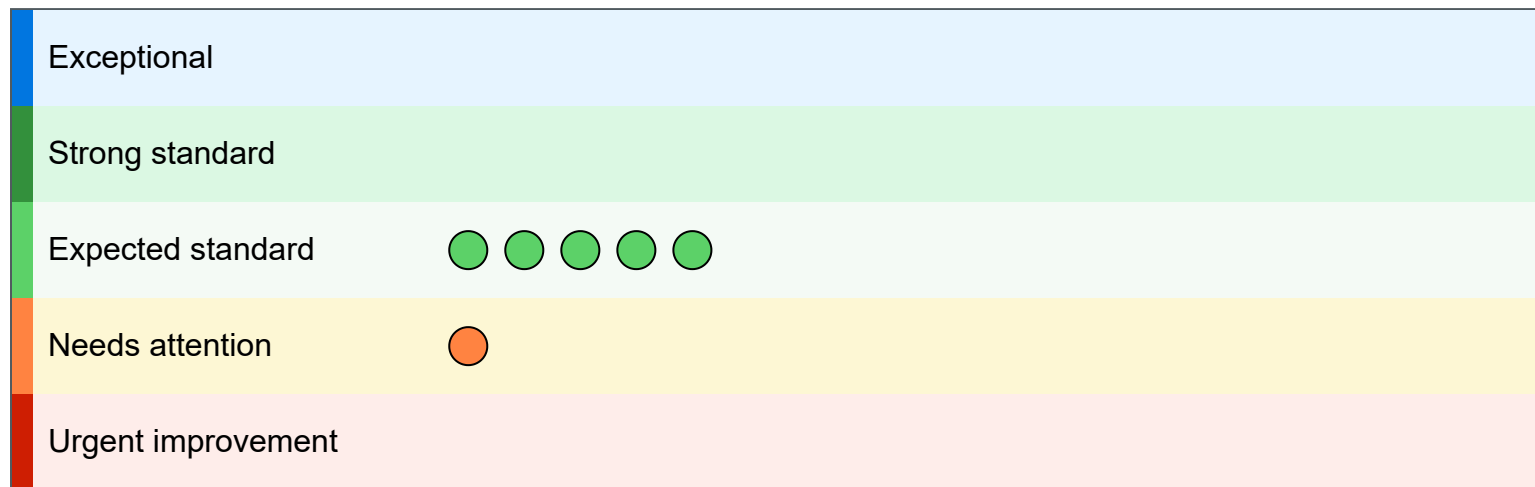 Exceptional
Strong standard
Expected standard
Needs attention
Urgent improvement